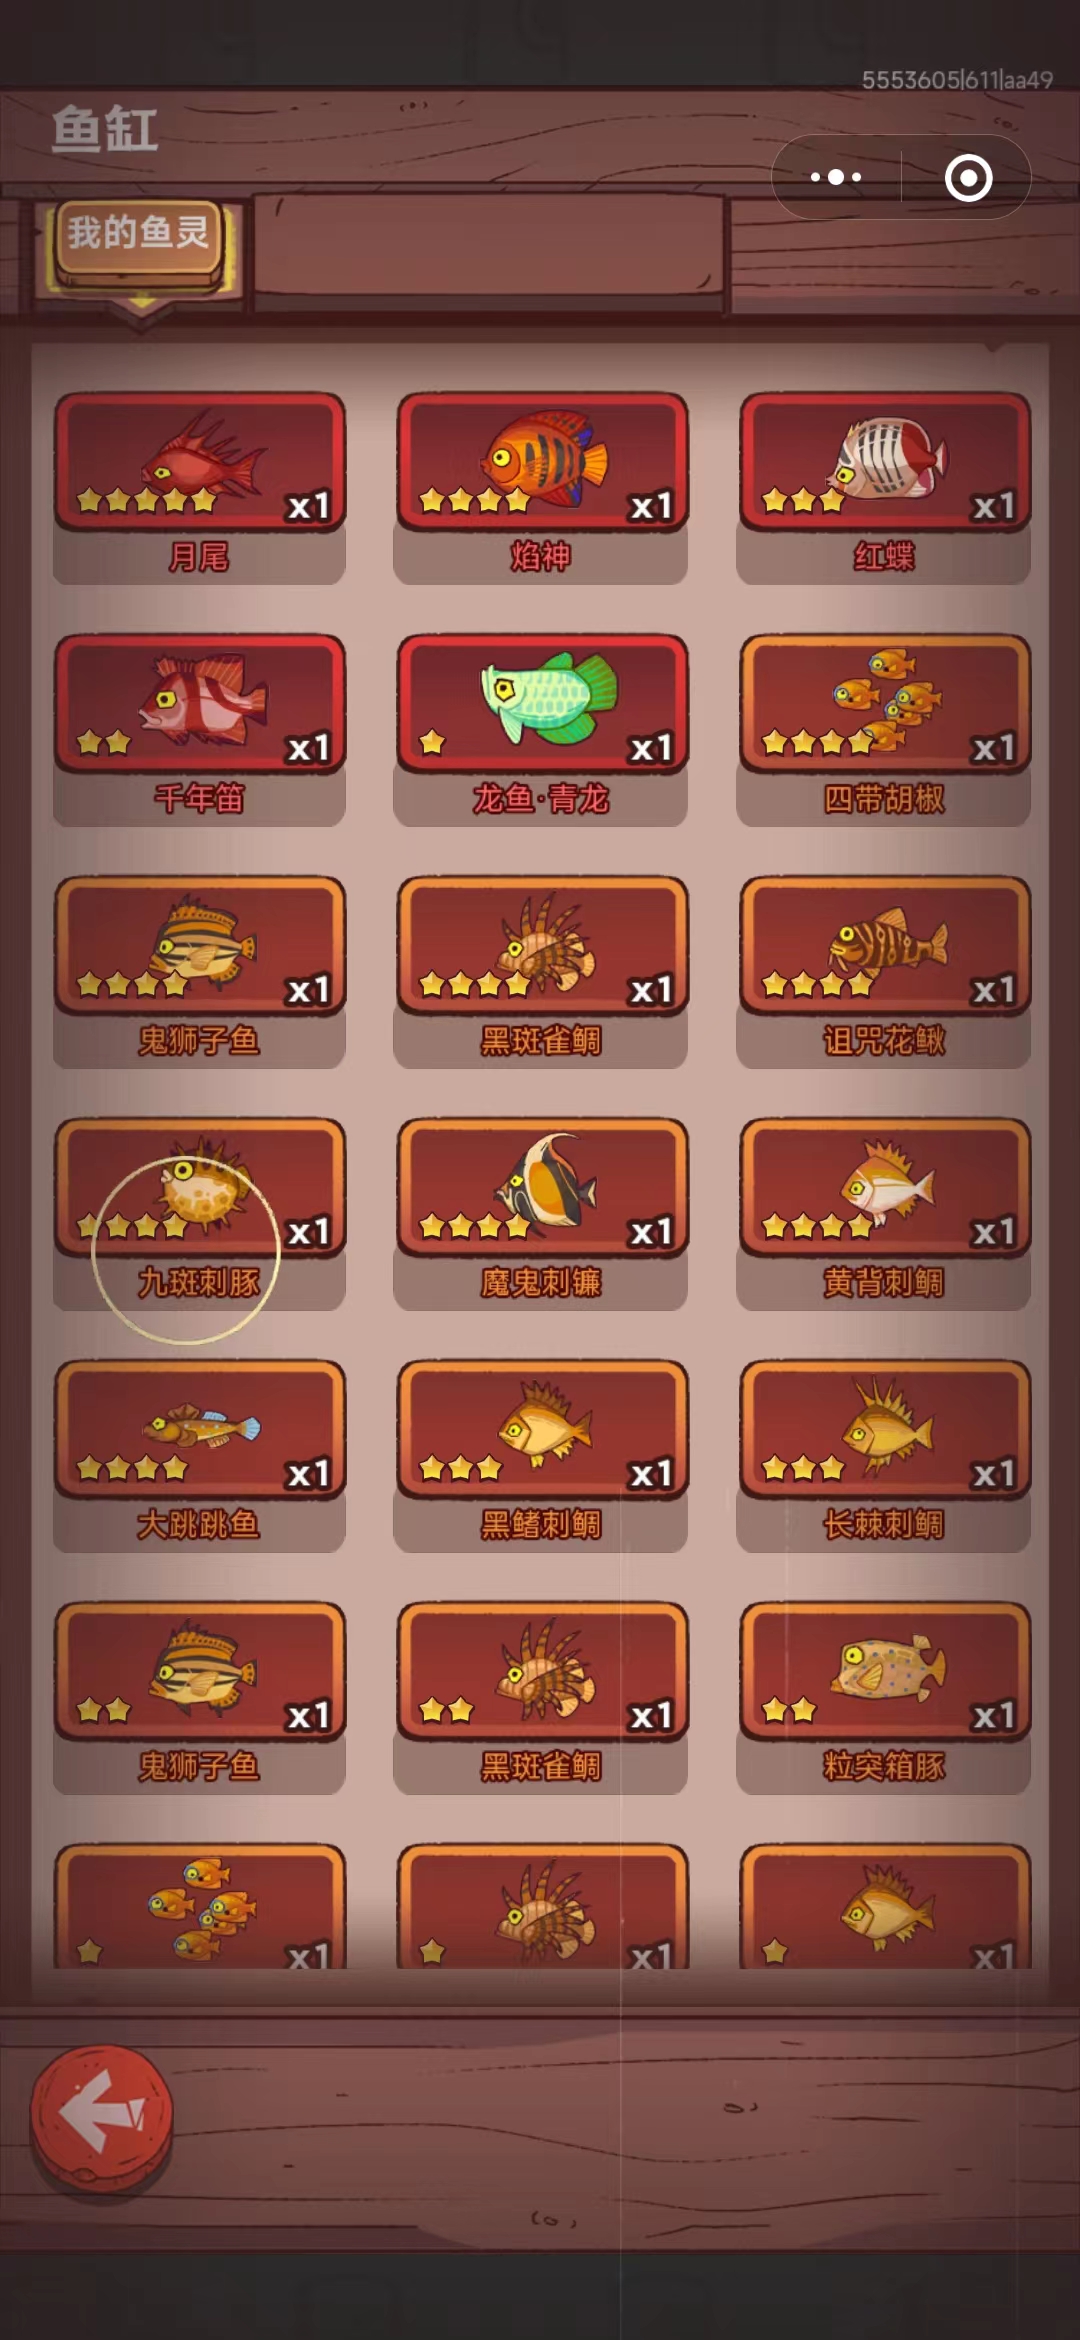 5553605|611|aa49
鱼缸
我的鱼灵
x1 x1 x1
月尾 焰神 红蝶
x1 x1 x1
千年笛 龙鱼·青龙 四带胡椒
x1 x1 x1
鬼狮子鱼 黑斑雀鲷 诅咒花鳅
x1 x1 x1
九斑刺豚 魔鬼刺镰 黄背刺鲷
x1 x1 x1
大跳跳鱼 黑鳍刺鲷 长棘刺鲷
x1 x1 x1
鬼狮子鱼 黑斑雀鲷 粒突箱豚
x1 x1 x1